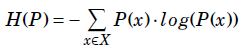 H(P) = − ∑ P(x)·log(P(x))
x∈X